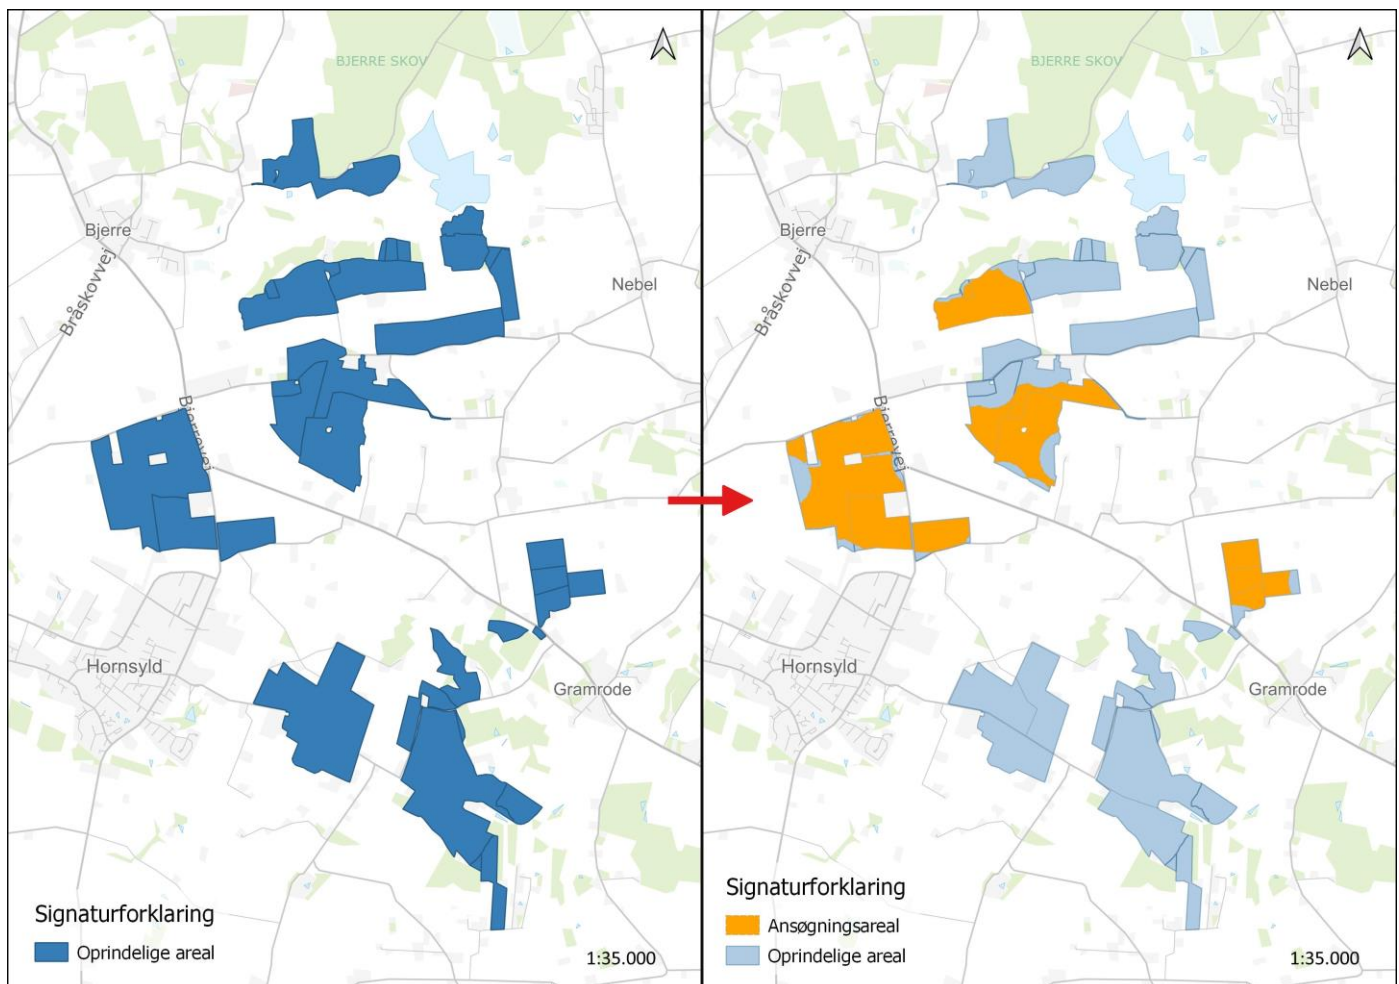 BJERRE SKOV
Bjerre
Bråskovvej
Nebel
Bjerrevej
Hornsyld
Gramrode
Signaturforklaring
Oprindelige areal
1:35.000
BJERRE SKOV
Bjerre
Bråskovvej
Nebel
Bjerrevej
Hornsyld
Gramrode
Signaturforklaring
Ansøgningsareal
Oprindelige areal
1:35.000